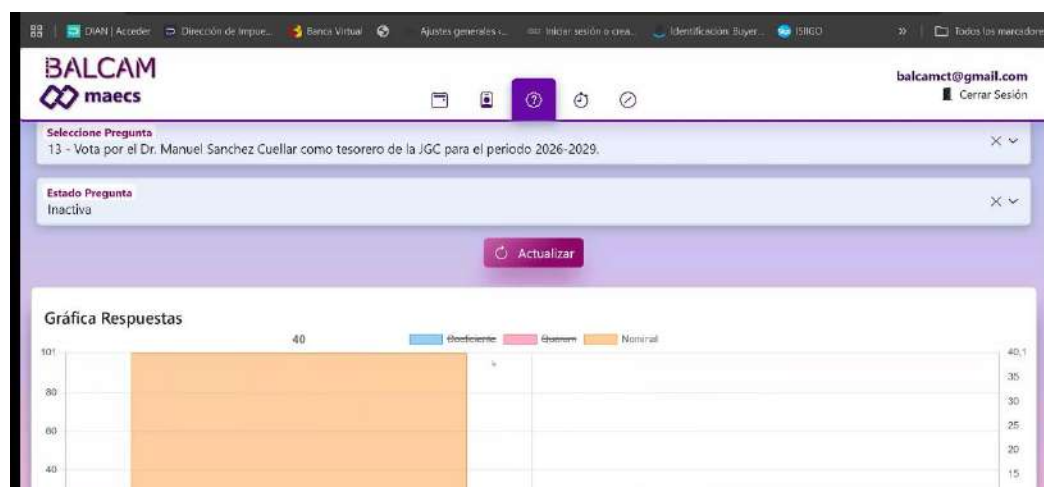 DIAN | Acceder
Dirección de Impue...
Banca Virtual
Ajustes generales
Iniciar sesión o crea...
Identificación Buyer...
Todos los marcadore
BALCAM
maecs
balcamct@gmail.com
Cerrar Sesión
Seleccione Pregunta
13 - Vota por el Dr. Manuel Sanchez Cuellar como tesorero de la JGC para el periodo 2026-2029.
Estado Pregunta
Inactiva
Actualizar
Gráfica Respuestas
40
Coeficiente
Quorum
Nominal
101
80
60
40
40,1
35
30
25
20
15